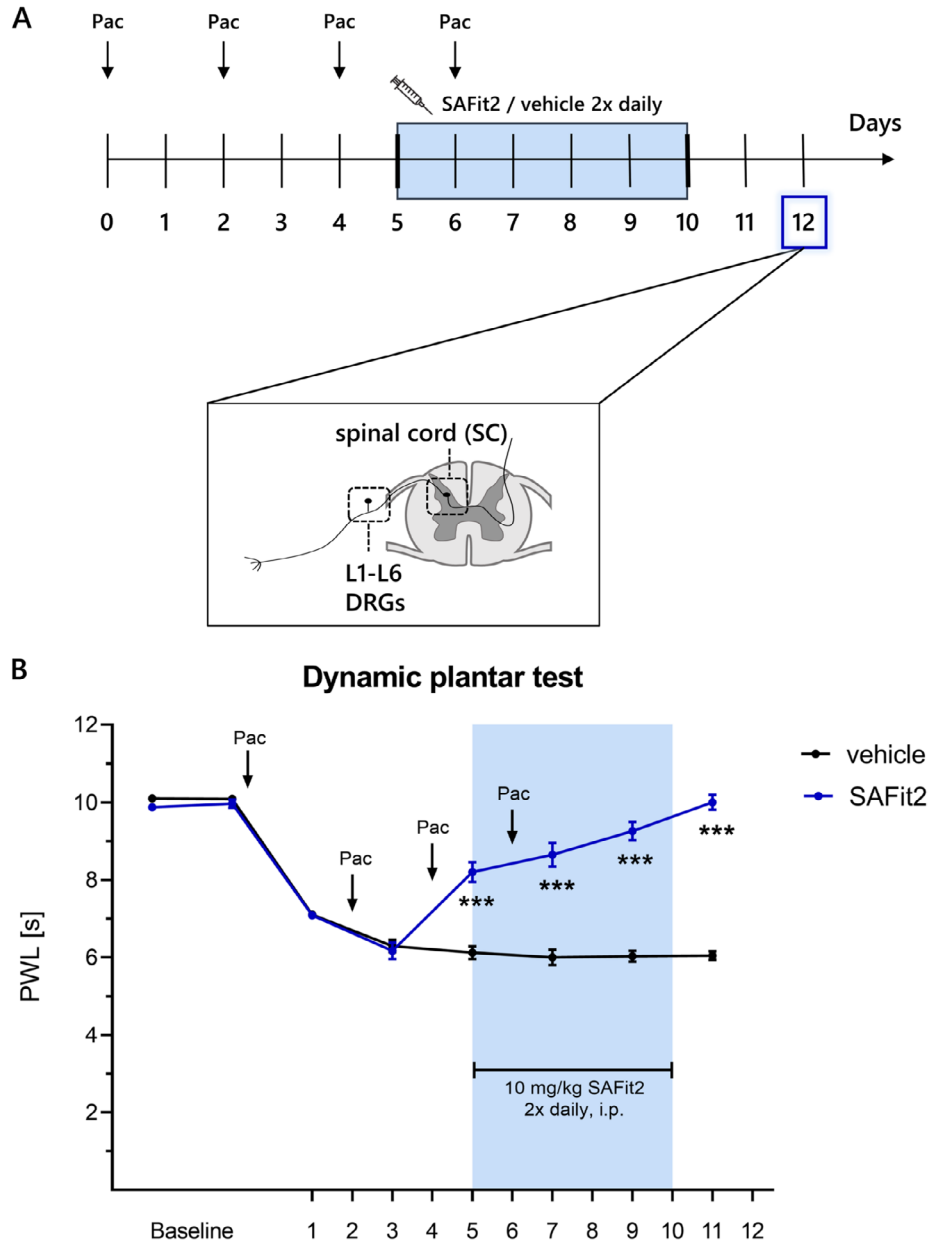 A
Pac Pac Pac Pac
SAFit2 / vehicle 2x daily
Days
0 1 2 3 4 5 6 7 8 9 10 11 12
spinal cord (SC)
L1-L6
DRGs
B
Dynamic plantar test
12
10
8
6
4
2
PWL [s]
Pac
Pac
Pac
Pac
***
***
***
***
vehicle
SAFit2
10 mg/kg SAFit2
2x daily, i.p.
Baseline 1 2 3 4 5 6 7 8 9 10 11 12